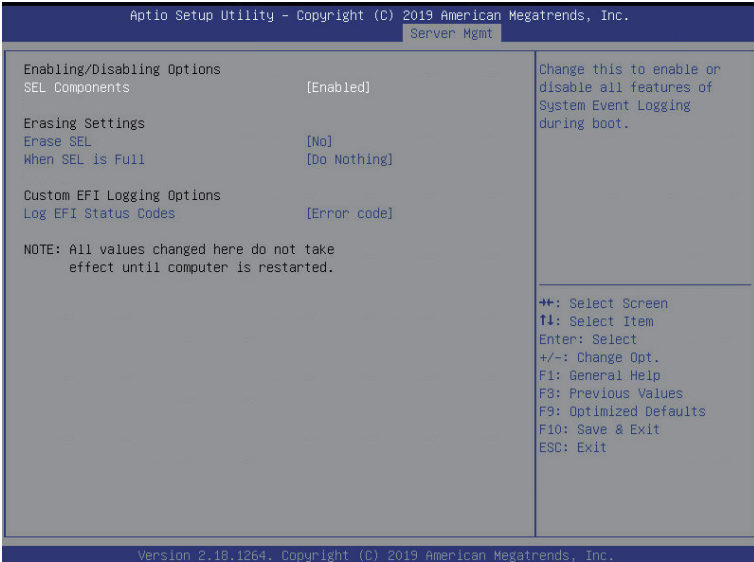 Aptio Setup Utility – Copyright (C) 2019 American Megatrends, Inc.
Server Mgmt
Enabling/Disabling Options
SEL Components [Enabled]
Erasing Settings
Erase SEL [No]
When SEL is Full [Do Nothing]
Custom EFI Logging Options
Log EFI Status Codes [Error code]
NOTE: All values changed here do not take
effect until computer is restarted.
Change this to enable or
disable all features of
System Event Logging
during boot.
→←: Select Screen
↑↓: Select Item
Enter: Select
+/-: Change Opt.
F1: General Help
F3: Previous Values
F9: Optimized Defaults
F10: Save & Exit
ESC: Exit
Version 2.18.1264. Copyright (C) 2019 American Megatrends, Inc.